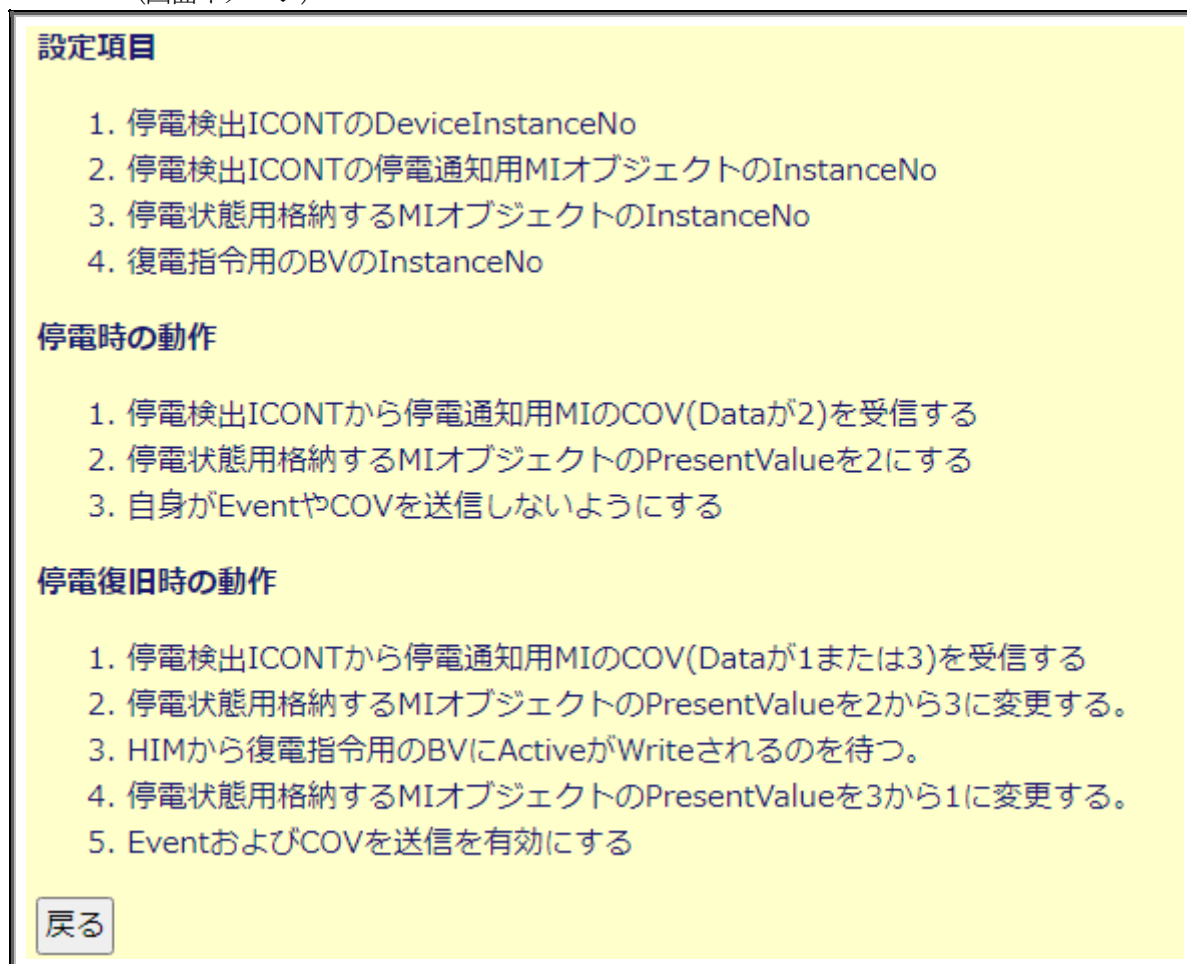 設定項目
1. 停電検出ICONTのDeviceInstanceNo
2. 停電検出ICONTの停電通知用MIオブジェクトのInstanceNo
3. 停電状態用格納するMIオブジェクトのInstanceNo
4. 復電指令用のBVのInstanceNo
停電時の動作
1. 停電検出ICONTから停電通知用MIのCOV(Dataが2)を受信する
2. 停電状態用格納するMIオブジェクトのPresentValueを2にする
3. 自身がEventやCOVを送信しないようにする
停電復旧時の動作
1. 停電検出ICONTから停電通知用MIのCOV(Dataが1または3)を受信する
2. 停電状態用格納するMIオブジェクトのPresentValueを2から3に変更する。
3. HIMから復電指令用のBVにActiveがWriteされるのを待つ。
4. 停電状態用格納するMIオブジェクトのPresentValueを3から1に変更する。
5. EventおよびCOVを送信を有効にする
戻る